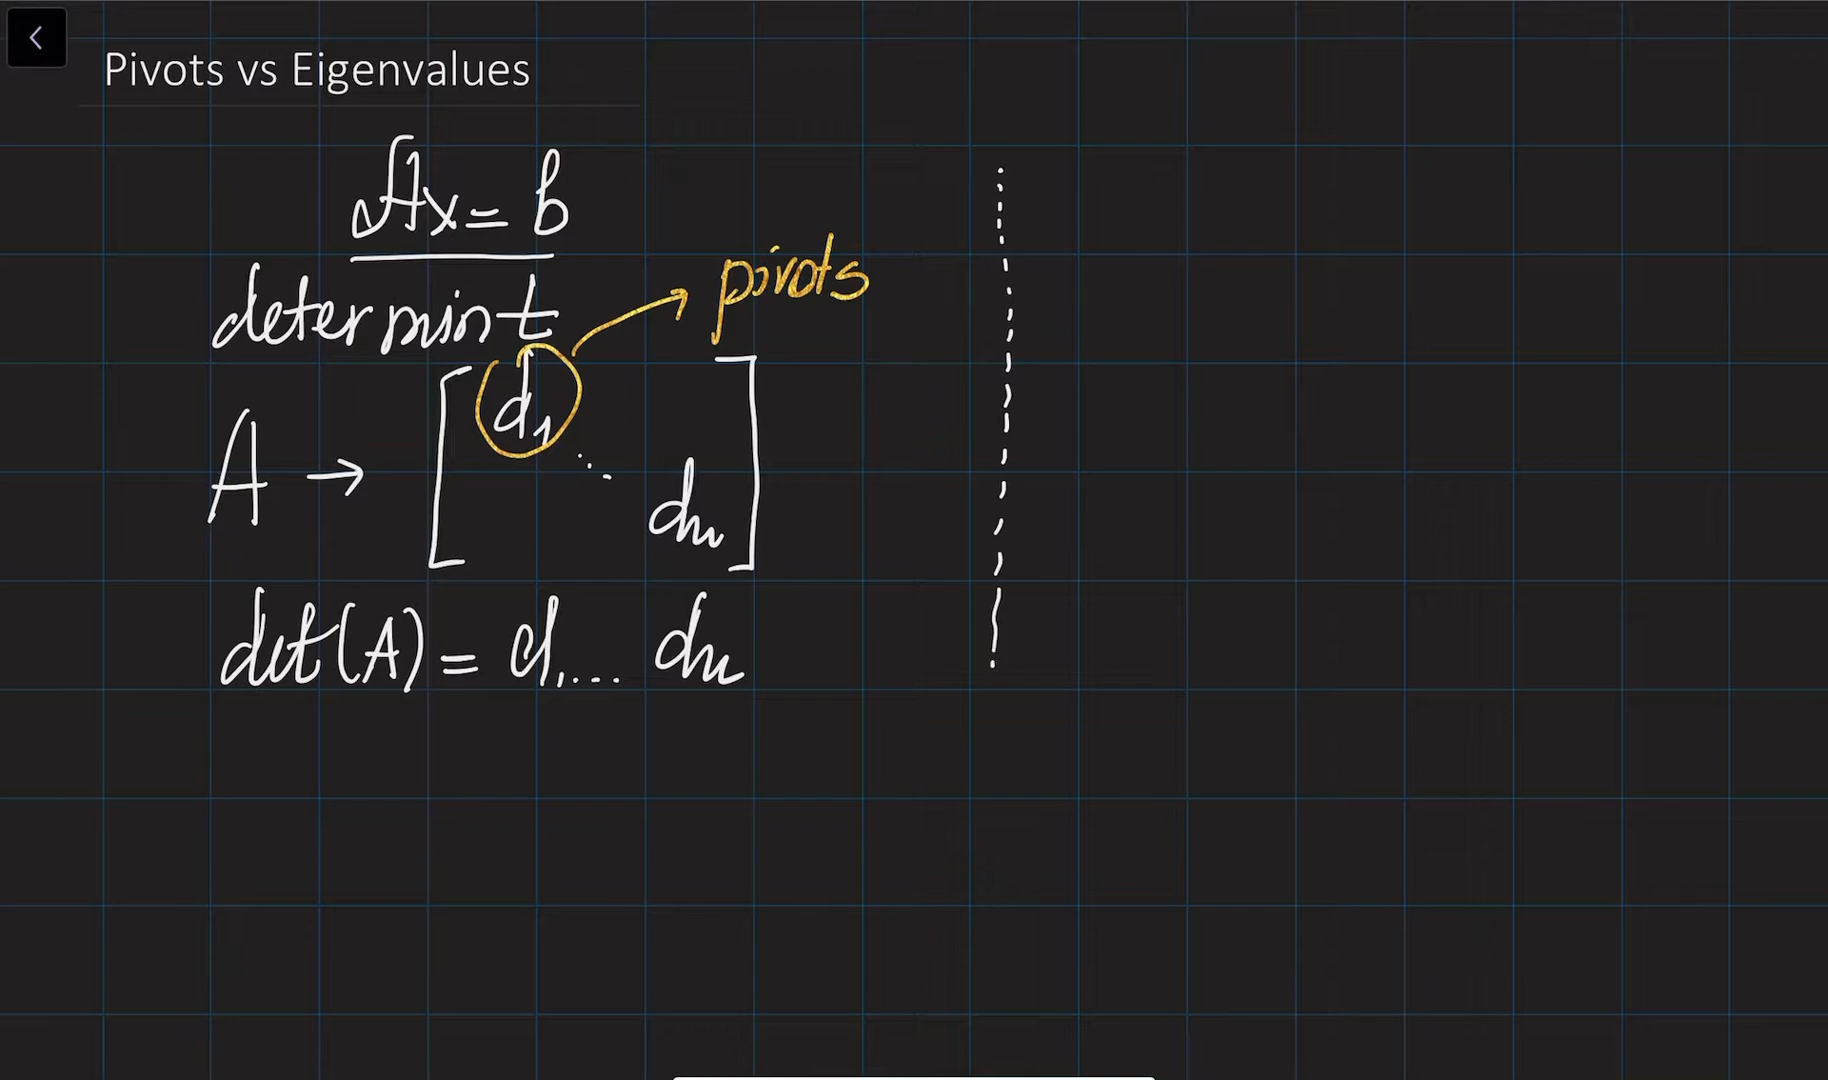 Pivots vs Eigenvalues
Ax = b
determint
pivots
A → [ d1 ⋱ dn ]
det(A) = d1 ... dn